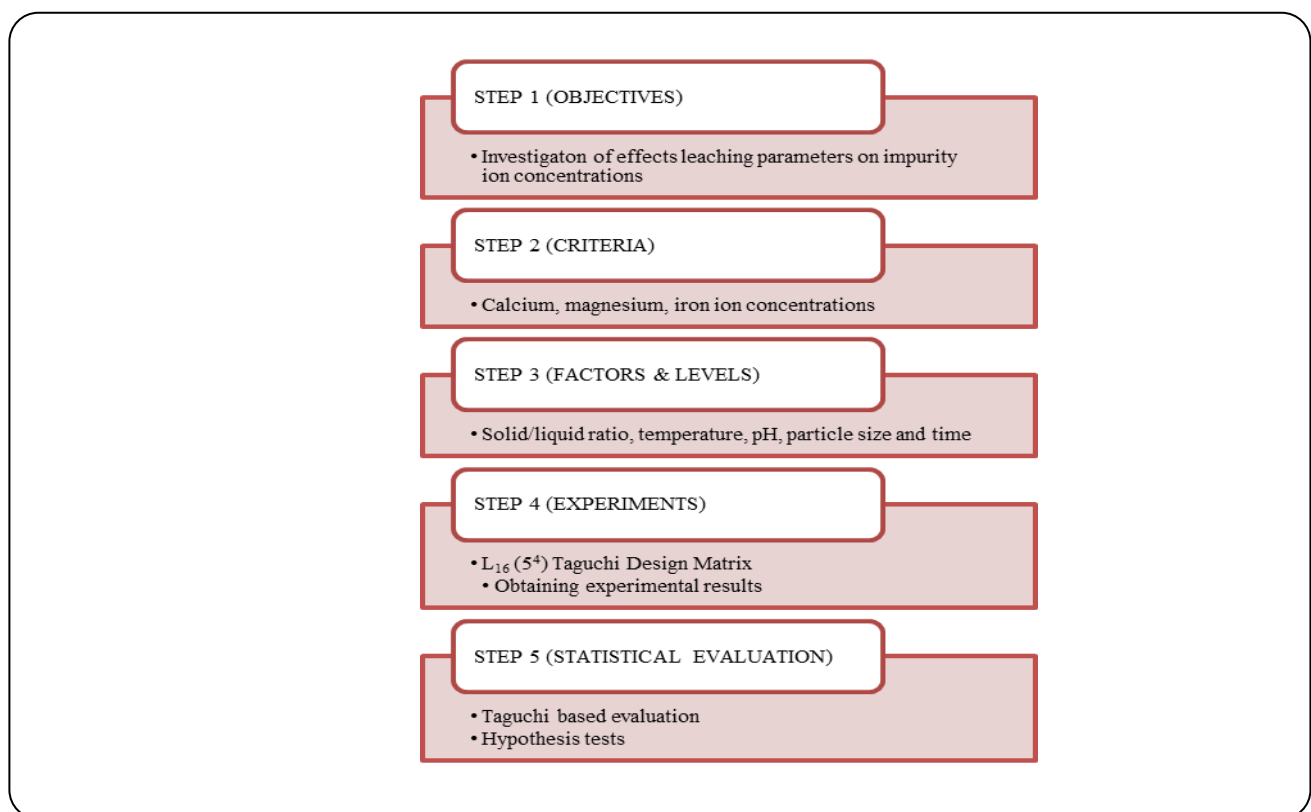 STEP 1 (OBJECTIVES)
• Investigaton of effects leaching parameters on impurity
ion concentrations
STEP 2 (CRITERIA)
• Calcium, magnesium, iron ion concentrations
STEP 3 (FACTORS & LEVELS)
• Solid/liquid ratio, temperature, pH, particle size and time
STEP 4 (EXPERIMENTS)
• L₁₆ (5⁴) Taguchi Design Matrix
• Obtaining experimental results
STEP 5 (STATISTICAL EVALUATION)
• Taguchi based evaluation
• Hypothesis tests